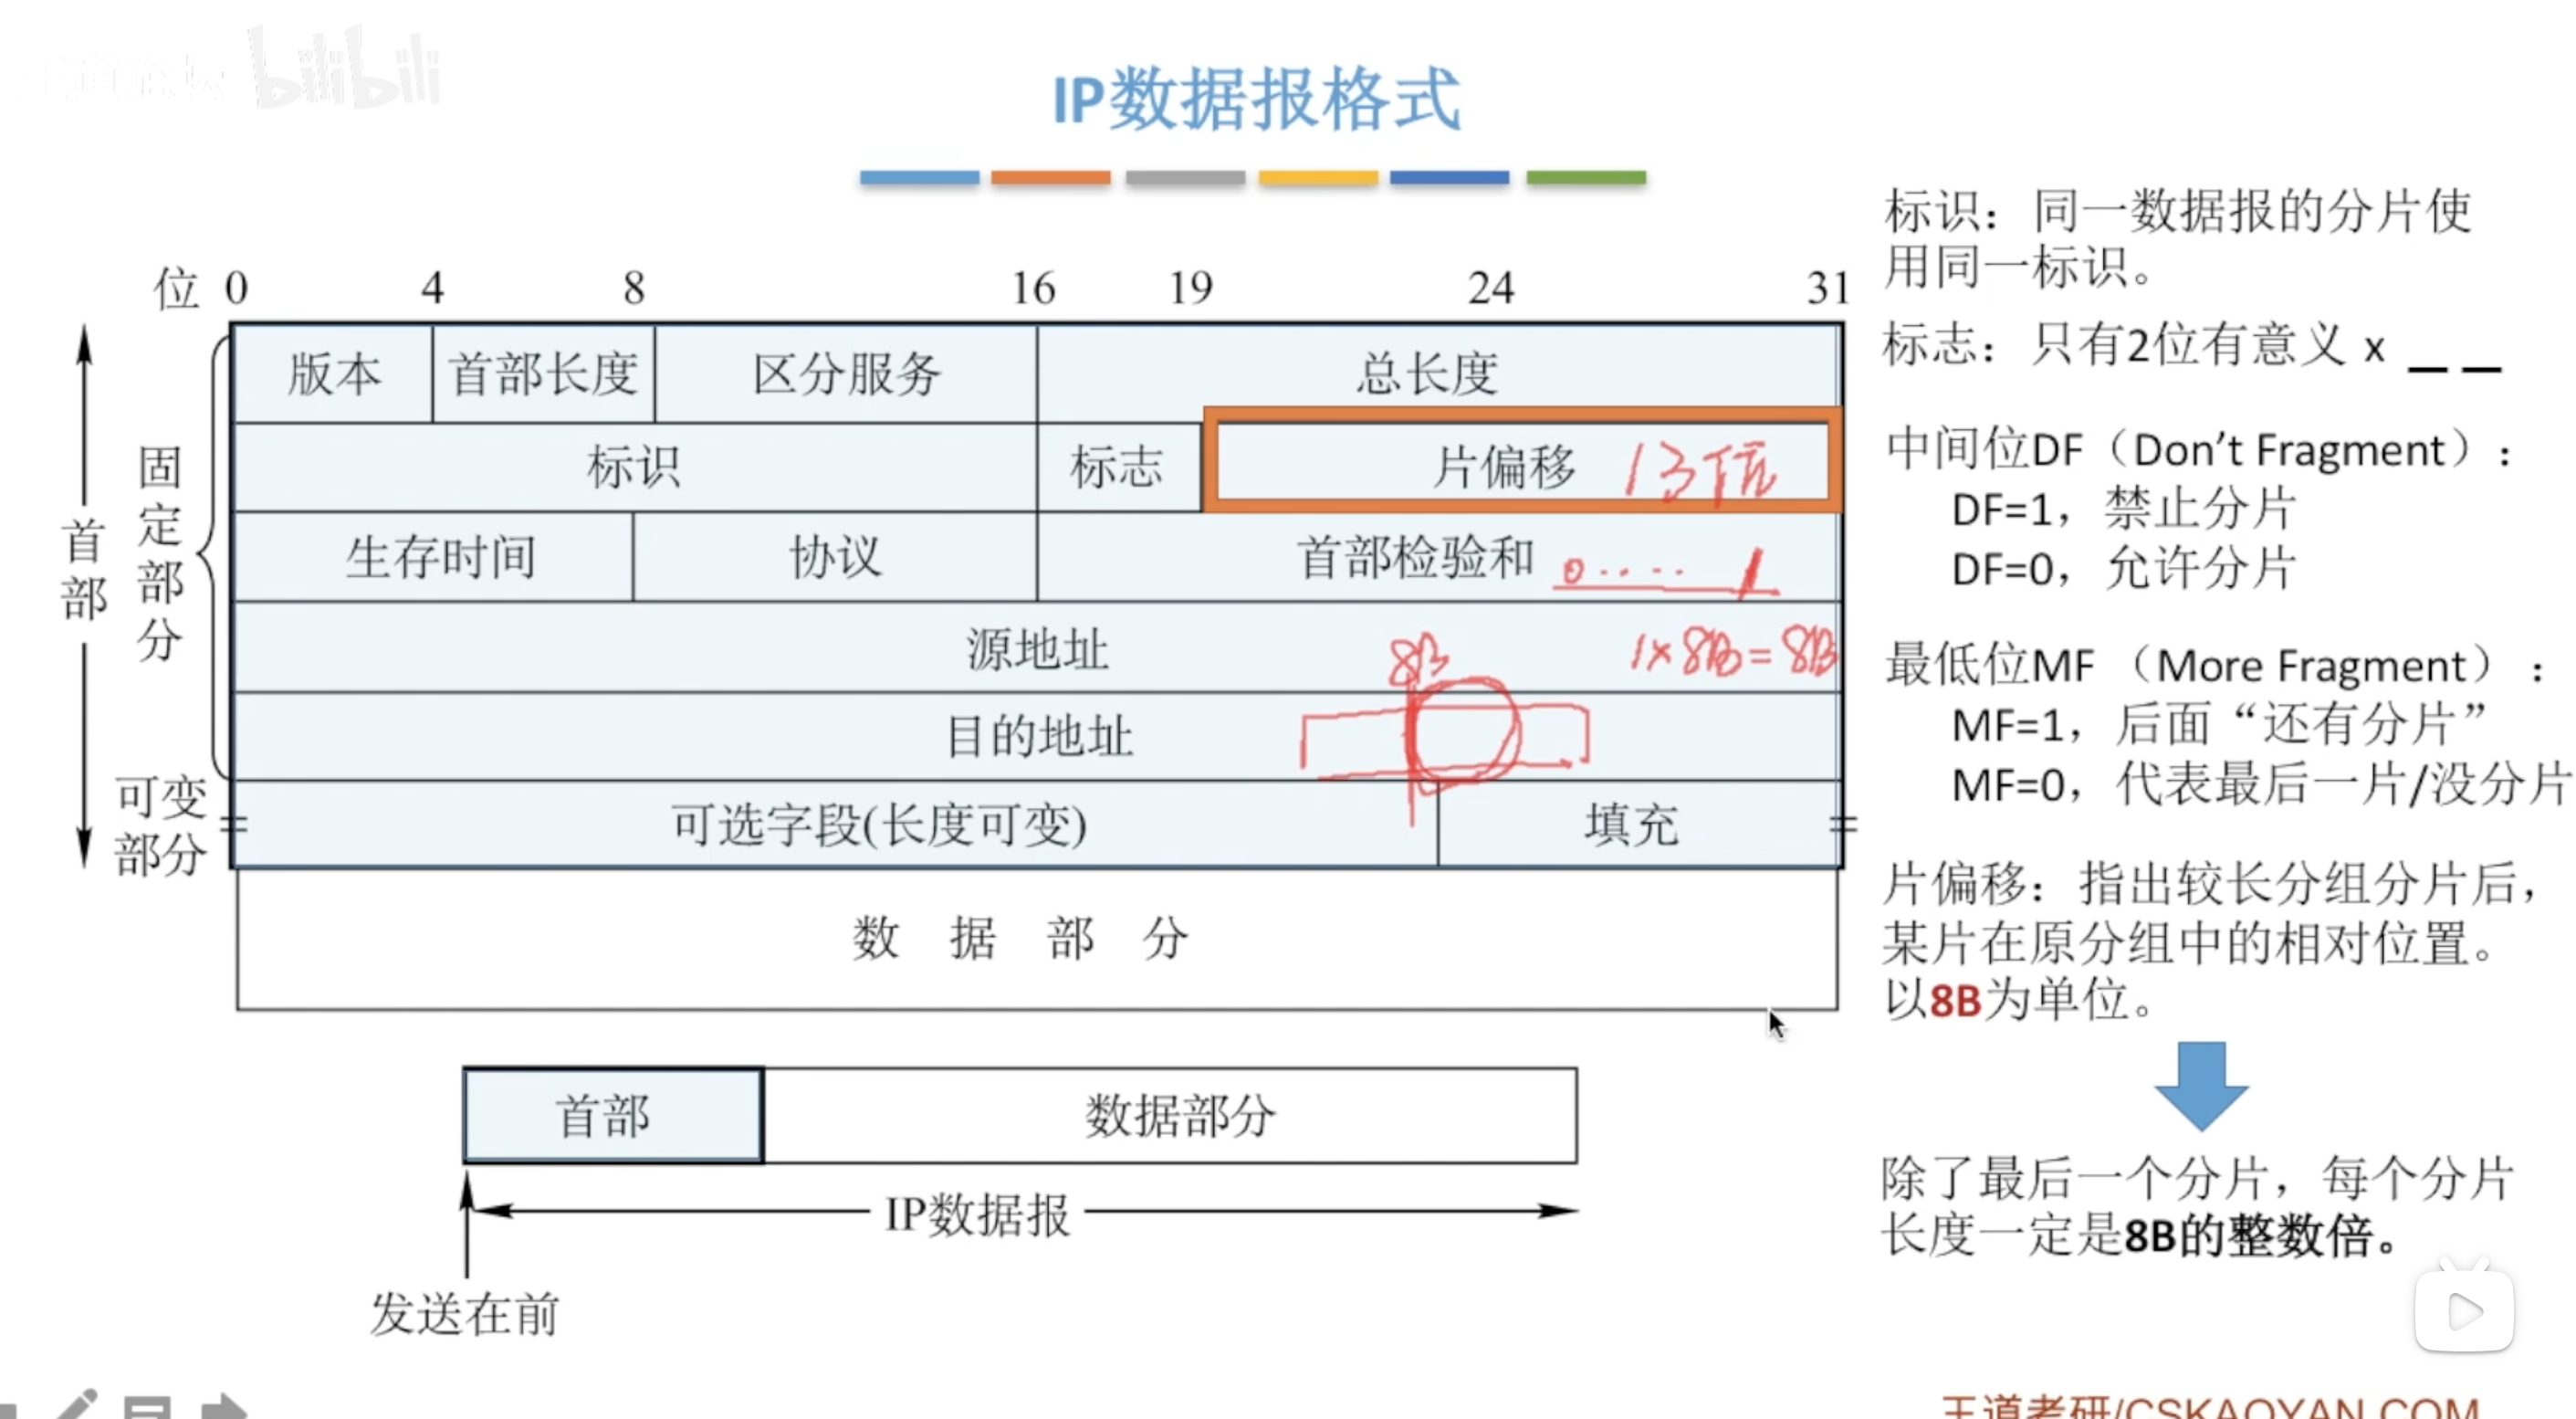 bilibili
IP数据报格式
位 0 4 8 16 19 24 31
版本 首部长度 区分服务 总长度
标识 标志 片偏移 13位
生存时间 协议 首部检验和 0····1
源地址 1×8B=8B
8B
目的地址
可选字段(长度可变) 填充
数据部分
首部
固定部分
可变部分
首部 数据部分
IP数据报
发送在前
标识：同一数据报的分片使
用同一标识。
标志：只有2位有意义 x _ _
中间位DF（Don't Fragment）：
DF=1，禁止分片
DF=0，允许分片
最低位MF （More Fragment）：
MF=1，后面“还有分片”
MF=0，代表最后一片/没分片
片偏移：指出较长分组分片后，
某片在原分组中的相对位置。
以8B为单位。
除了最后一个分片，每个分片
长度一定是8B的整数倍。
王道考研/CSKAOYAN.COM